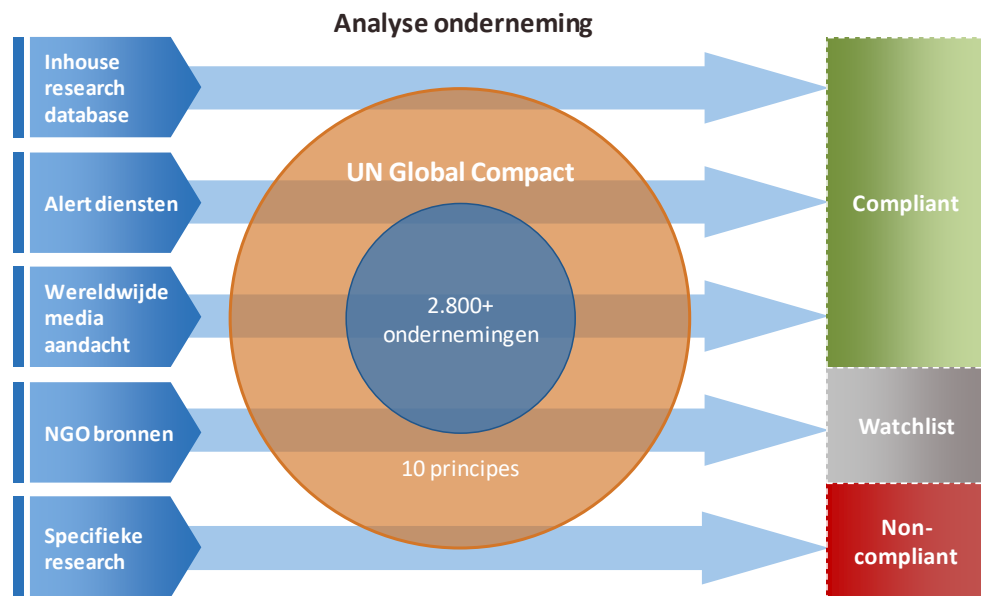 Analyse onderneming
Inhouse
research
database
Alert diensten
Wereldwijde
media
aandacht
NGO bronnen
Specifieke
research
UN Global Compact
2.800+
ondernemingen
10 principes
Compliant
Watchlist
Non-
compliant